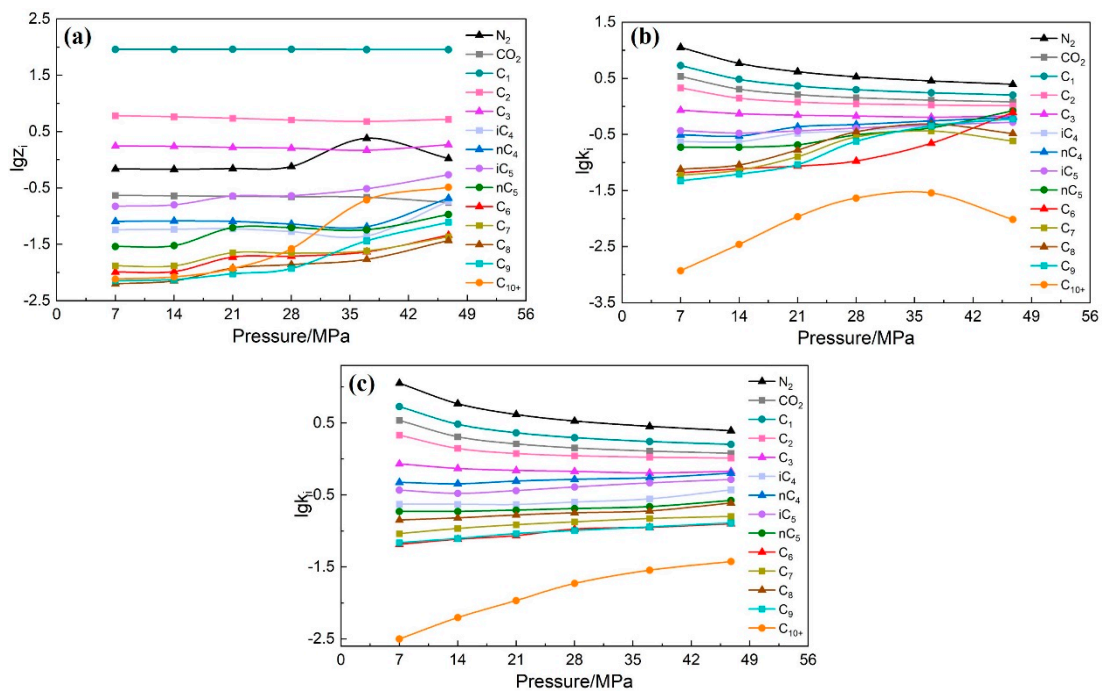 (a)
lgzᵢ
2.5
1.5
0.5
-0.5
-1.5
-2.5
0 7 14 21 28 35 42 49 56
Pressure/MPa
N₂
CO₂
C₁
C₂
C₃
iC₄
nC₄
iC₅
nC₅
C₆
C₇
C₈
C₉
C₁₀₊
(b)
lgkᵢ
1.5
0.5
-0.5
-1.5
-2.5
-3.5
0 7 14 21 28 35 42 49 56
Pressure/MPa
N₂
CO₂
C₁
C₂
C₃
iC₄
nC₄
iC₅
nC₅
C₆
C₇
C₈
C₉
C₁₀₊
(c)
lgkᵢ
0.5
-0.5
-1.5
-2.5
0 7 14 21 28 35 42 49 56
Pressure/MPa
N₂
CO₂
C₁
C₂
C₃
iC₄
nC₄
iC₅
nC₅
C₆
C₇
C₈
C₉
C₁₀₊